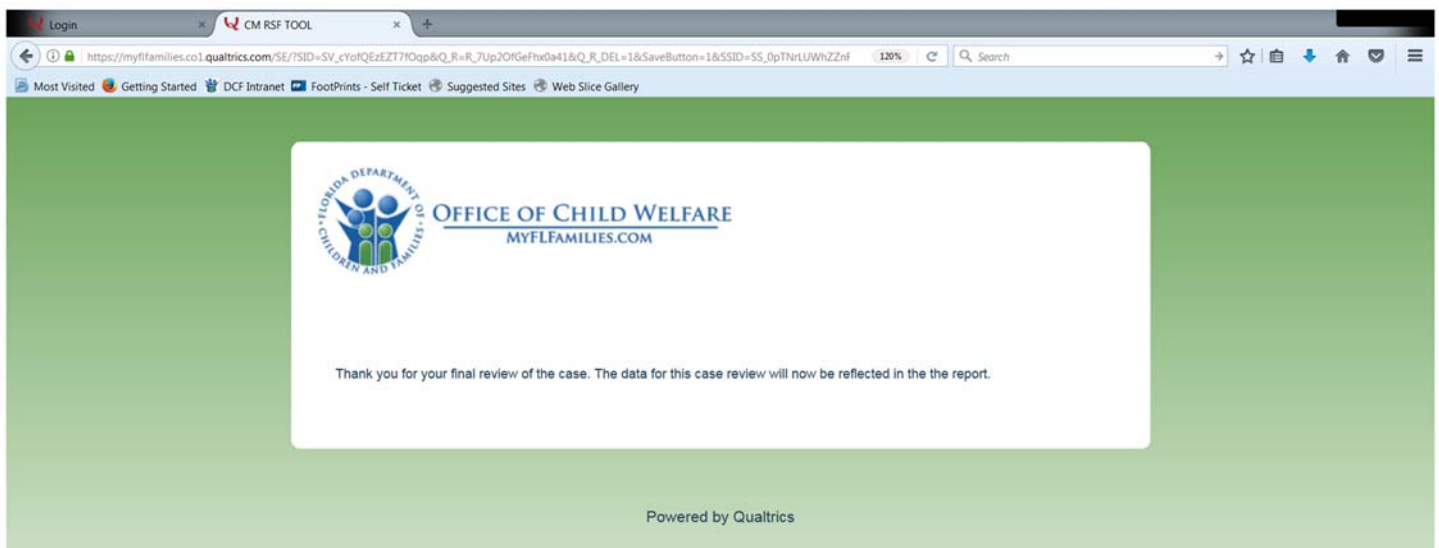 Login
CM RSF TOOL
https://myflfamilies.co1.qualtrics.com/SE/?SID=SV_cYofQEzEZT7fOqp&Q_R=R_7Up2OfGeFhx0a41&Q_R_DEL=1&SaveButton=1&SSID=SS_0pTNrLUWhZZnF 120% Search
Most Visited Getting Started DCF Intranet FootPrints - Self Ticket Suggested Sites Web Slice Gallery
FLORIDA DEPARTMENT OF CHILDREN AND FAMILIES
OFFICE OF CHILD WELFARE
MYFLFAMILIES.COM
Thank you for your final review of the case. The data for this case review will now be reflected in the the report.
Powered by Qualtrics